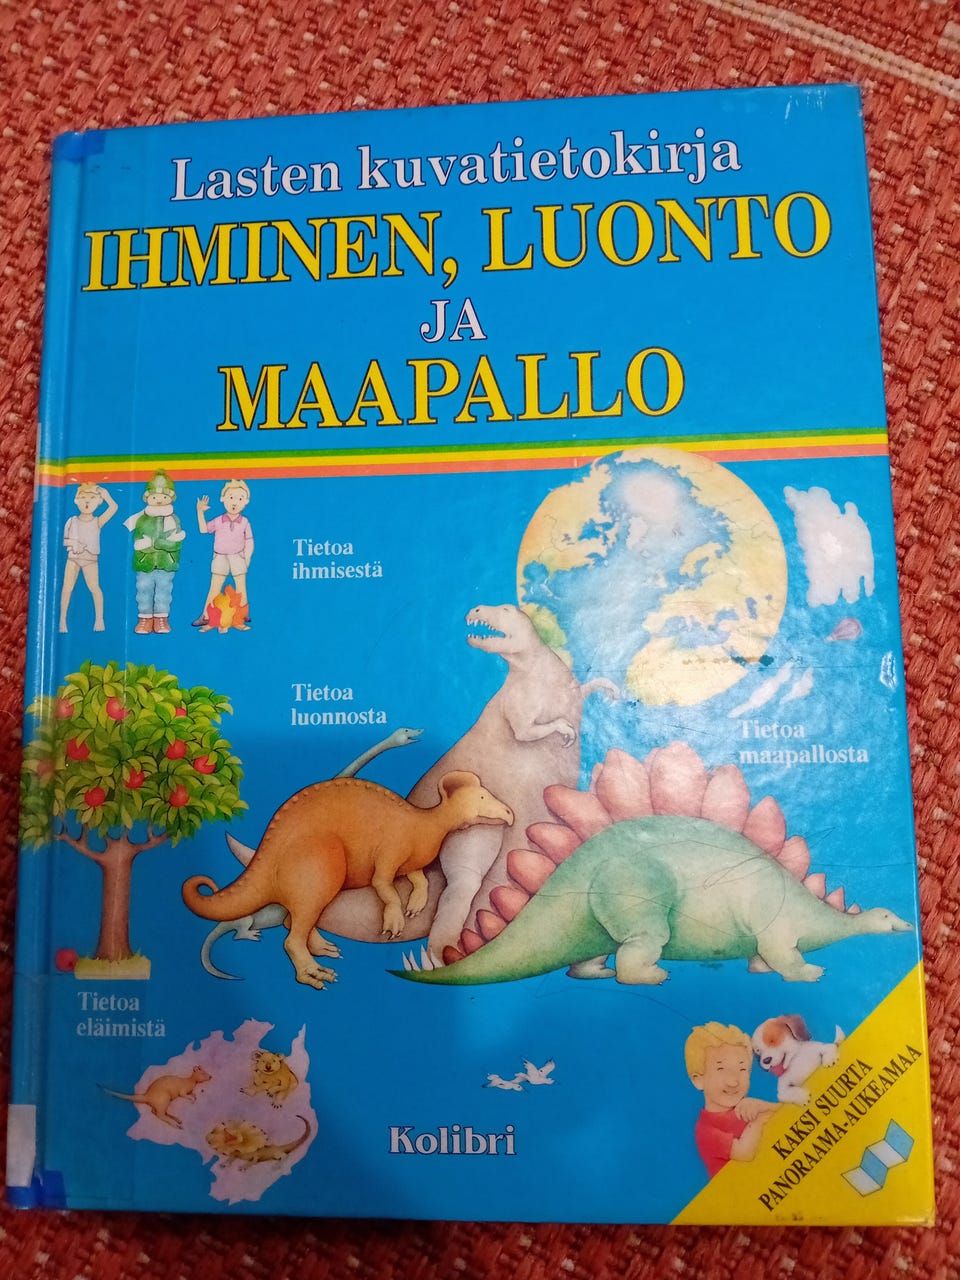 Lasten kuvatietokirja
IHMINEN, LUONTO
JA
MAAPALLO
Tietoa
ihmisestä
Tietoa
luonnosta
Tietoa
maapallosta
Tietoa
eläimistä
Kolibri
KAKSI SUURTA
PANORAAMA-AUKEAMAA